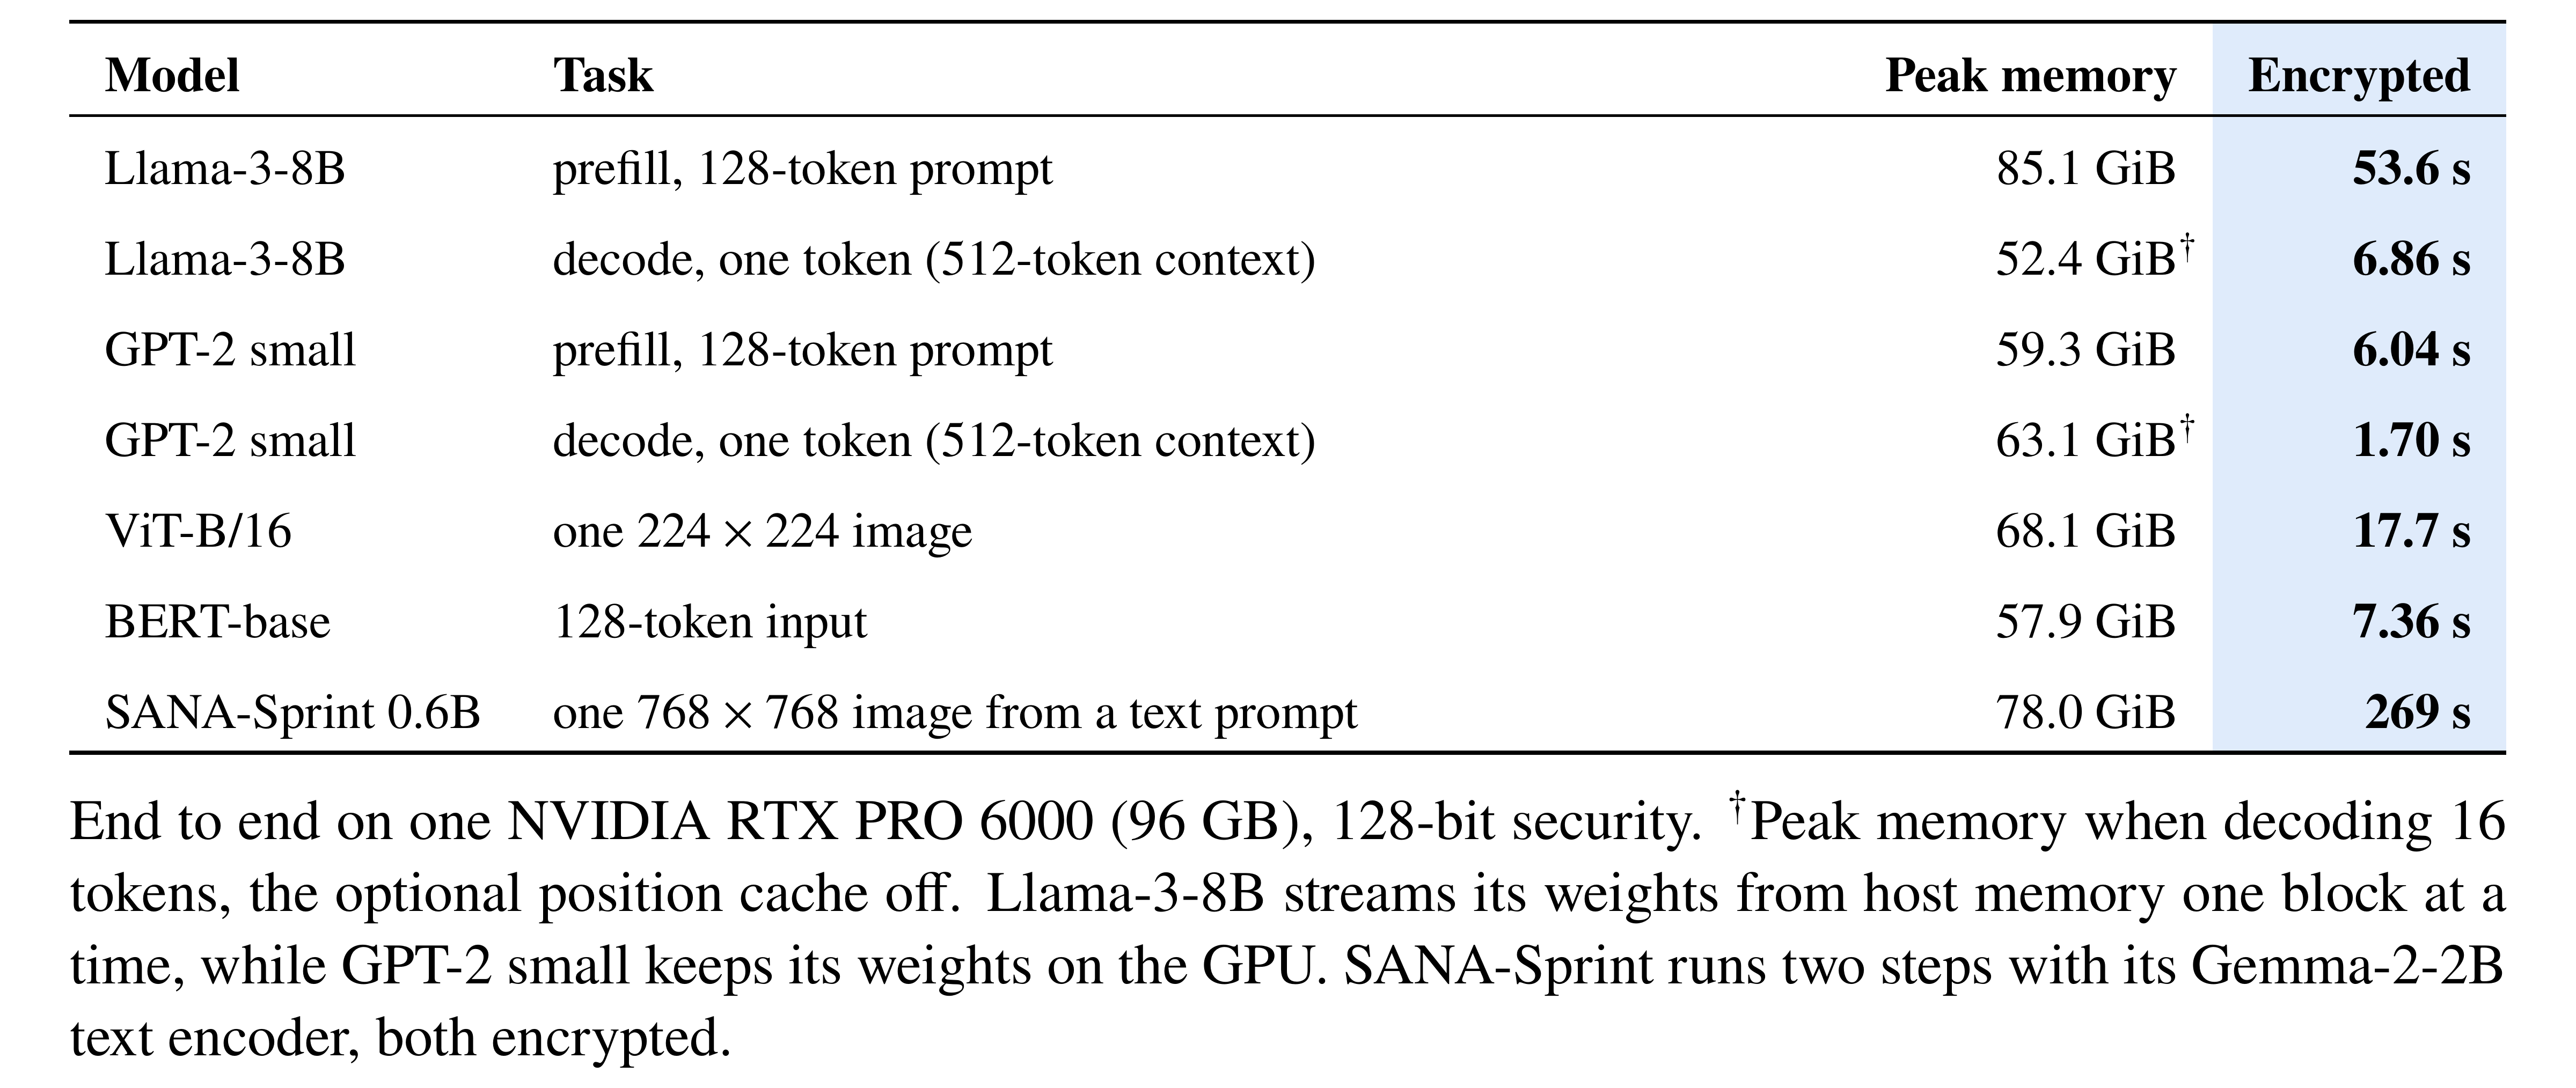 Model Task Peak memory Encrypted
Llama-3-8B prefill, 128-token prompt 85.1 GiB 53.6 s
Llama-3-8B decode, one token (512-token context) 52.4 GiB† 6.86 s
GPT-2 small prefill, 128-token prompt 59.3 GiB 6.04 s
GPT-2 small decode, one token (512-token context) 63.1 GiB† 1.70 s
ViT-B/16 one 224 × 224 image 68.1 GiB 17.7 s
BERT-base 128-token input 57.9 GiB 7.36 s
SANA-Sprint 0.6B one 768 × 768 image from a text prompt 78.0 GiB 269 s
End to end on one NVIDIA RTX PRO 6000 (96 GB), 128-bit security. †Peak memory when decoding 16
tokens, the optional position cache off. Llama-3-8B streams its weights from host memory one block at a
time, while GPT-2 small keeps its weights on the GPU. SANA-Sprint runs two steps with its Gemma-2-2B
text encoder, both encrypted.